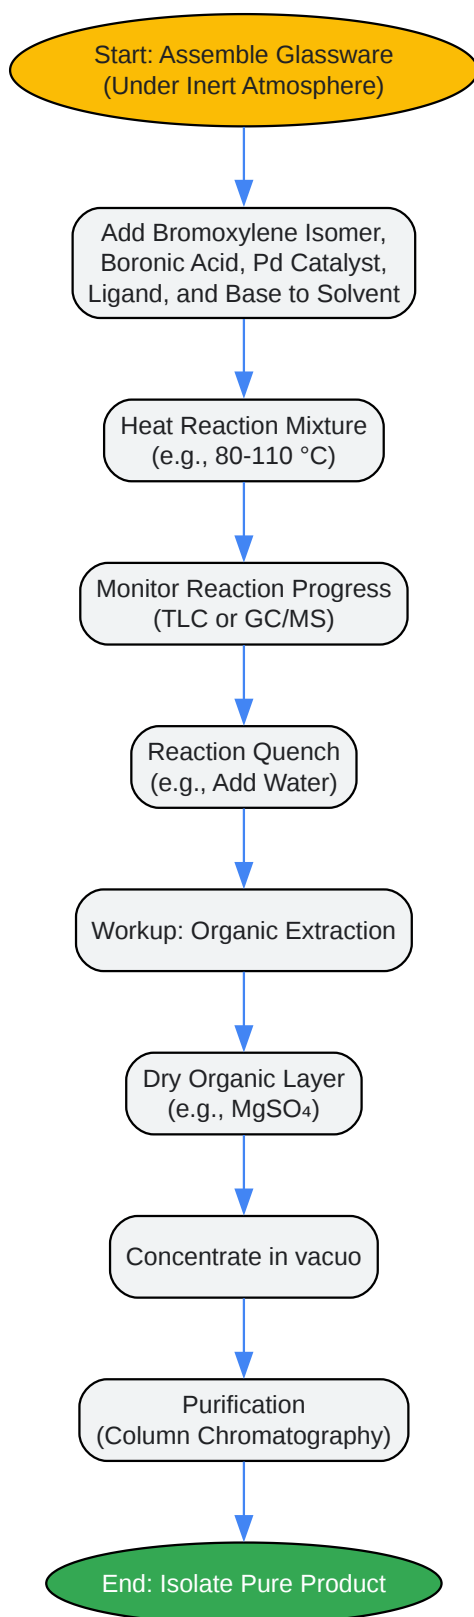 Start: Assemble Glassware
(Under Inert Atmosphere)
Add Bromoxylene Isomer,
Boronic Acid, Pd Catalyst,
Ligand, and Base to Solvent
Heat Reaction Mixture
(e.g., 80-110 °C)
Monitor Reaction Progress
(TLC or GC/MS)
Reaction Quench
(e.g., Add Water)
Workup: Organic Extraction
Dry Organic Layer
(e.g., MgSO₄)
Concentrate in vacuo
Purification
(Column Chromatography)
End: Isolate Pure Product